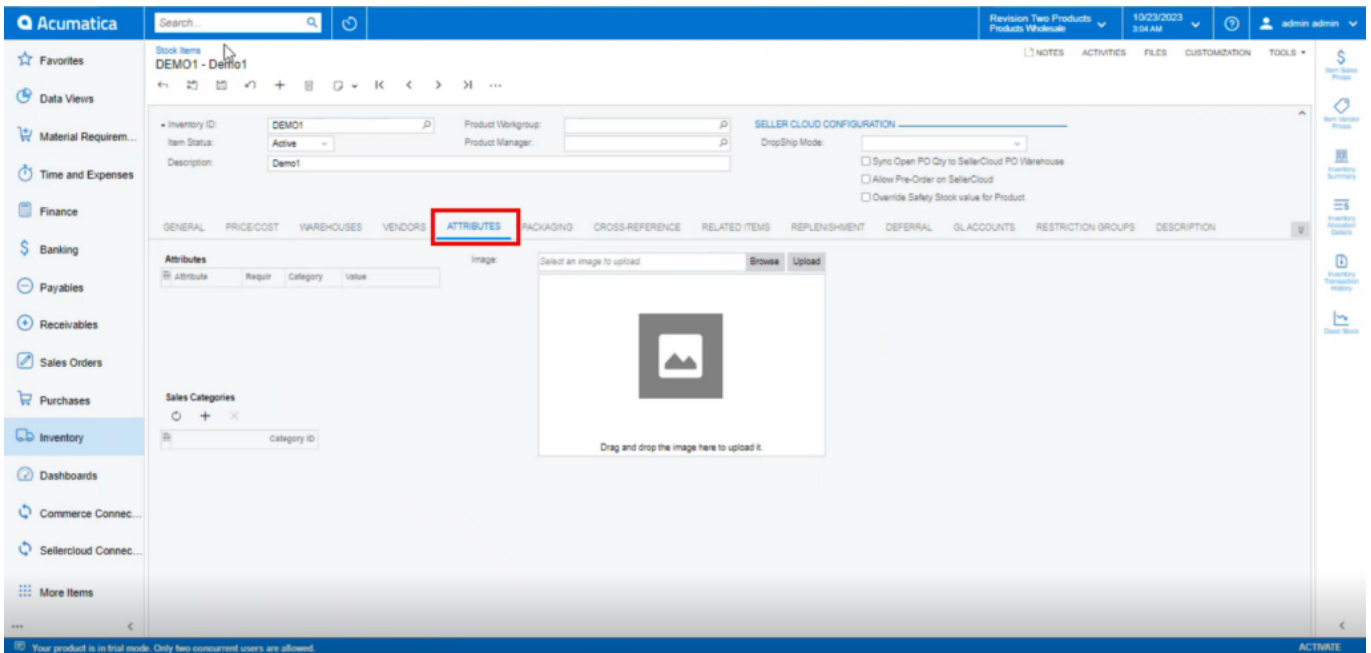 Acumatica
Search...
Revision Two Products
Products Wholesale
10/23/2023
3:04 AM
admin admin
Favorites
Data Views
Material Requirem...
Time and Expenses
Finance
Banking
Payables
Receivables
Sales Orders
Purchases
Inventory
Dashboards
Commerce Connec...
Sellercloud Connec...
More Items
Stock Items
DEMO1 - Demo1
NOTES ACTIVITIES FILES CUSTOMIZATION TOOLS
Inventory ID: DEMO1 Product Workgroup: SELLER CLOUD CONFIGURATION
Item Status: Active Product Manager: DropShip Mode:
Description: Demo1
Sync Open PO Qty to SellerCloud PO Warehouse
Allow Pre-Order on SellerCloud
Override Safety Stock value for Product
GENERAL PRICE/COST WAREHOUSES VENDORS ATTRIBUTES PACKAGING CROSS-REFERENCE RELATED ITEMS REPLENISHMENT DEFERRAL GL ACCOUNTS RESTRICTION GROUPS DESCRIPTION
Attributes Image: Select an image to upload. Browse Upload
Attribute Requir Category Value
Sales Categories
Category ID
Drag and drop the image here to upload it.
Item Sales
Prices
Item Vendor
Prices
Inventory
Summary
Inventory
Allocation
Details
Inventory
Transaction
History
Dead Stock
Your product is in trial mode. Only two concurrent users are allowed. ACTIVATE